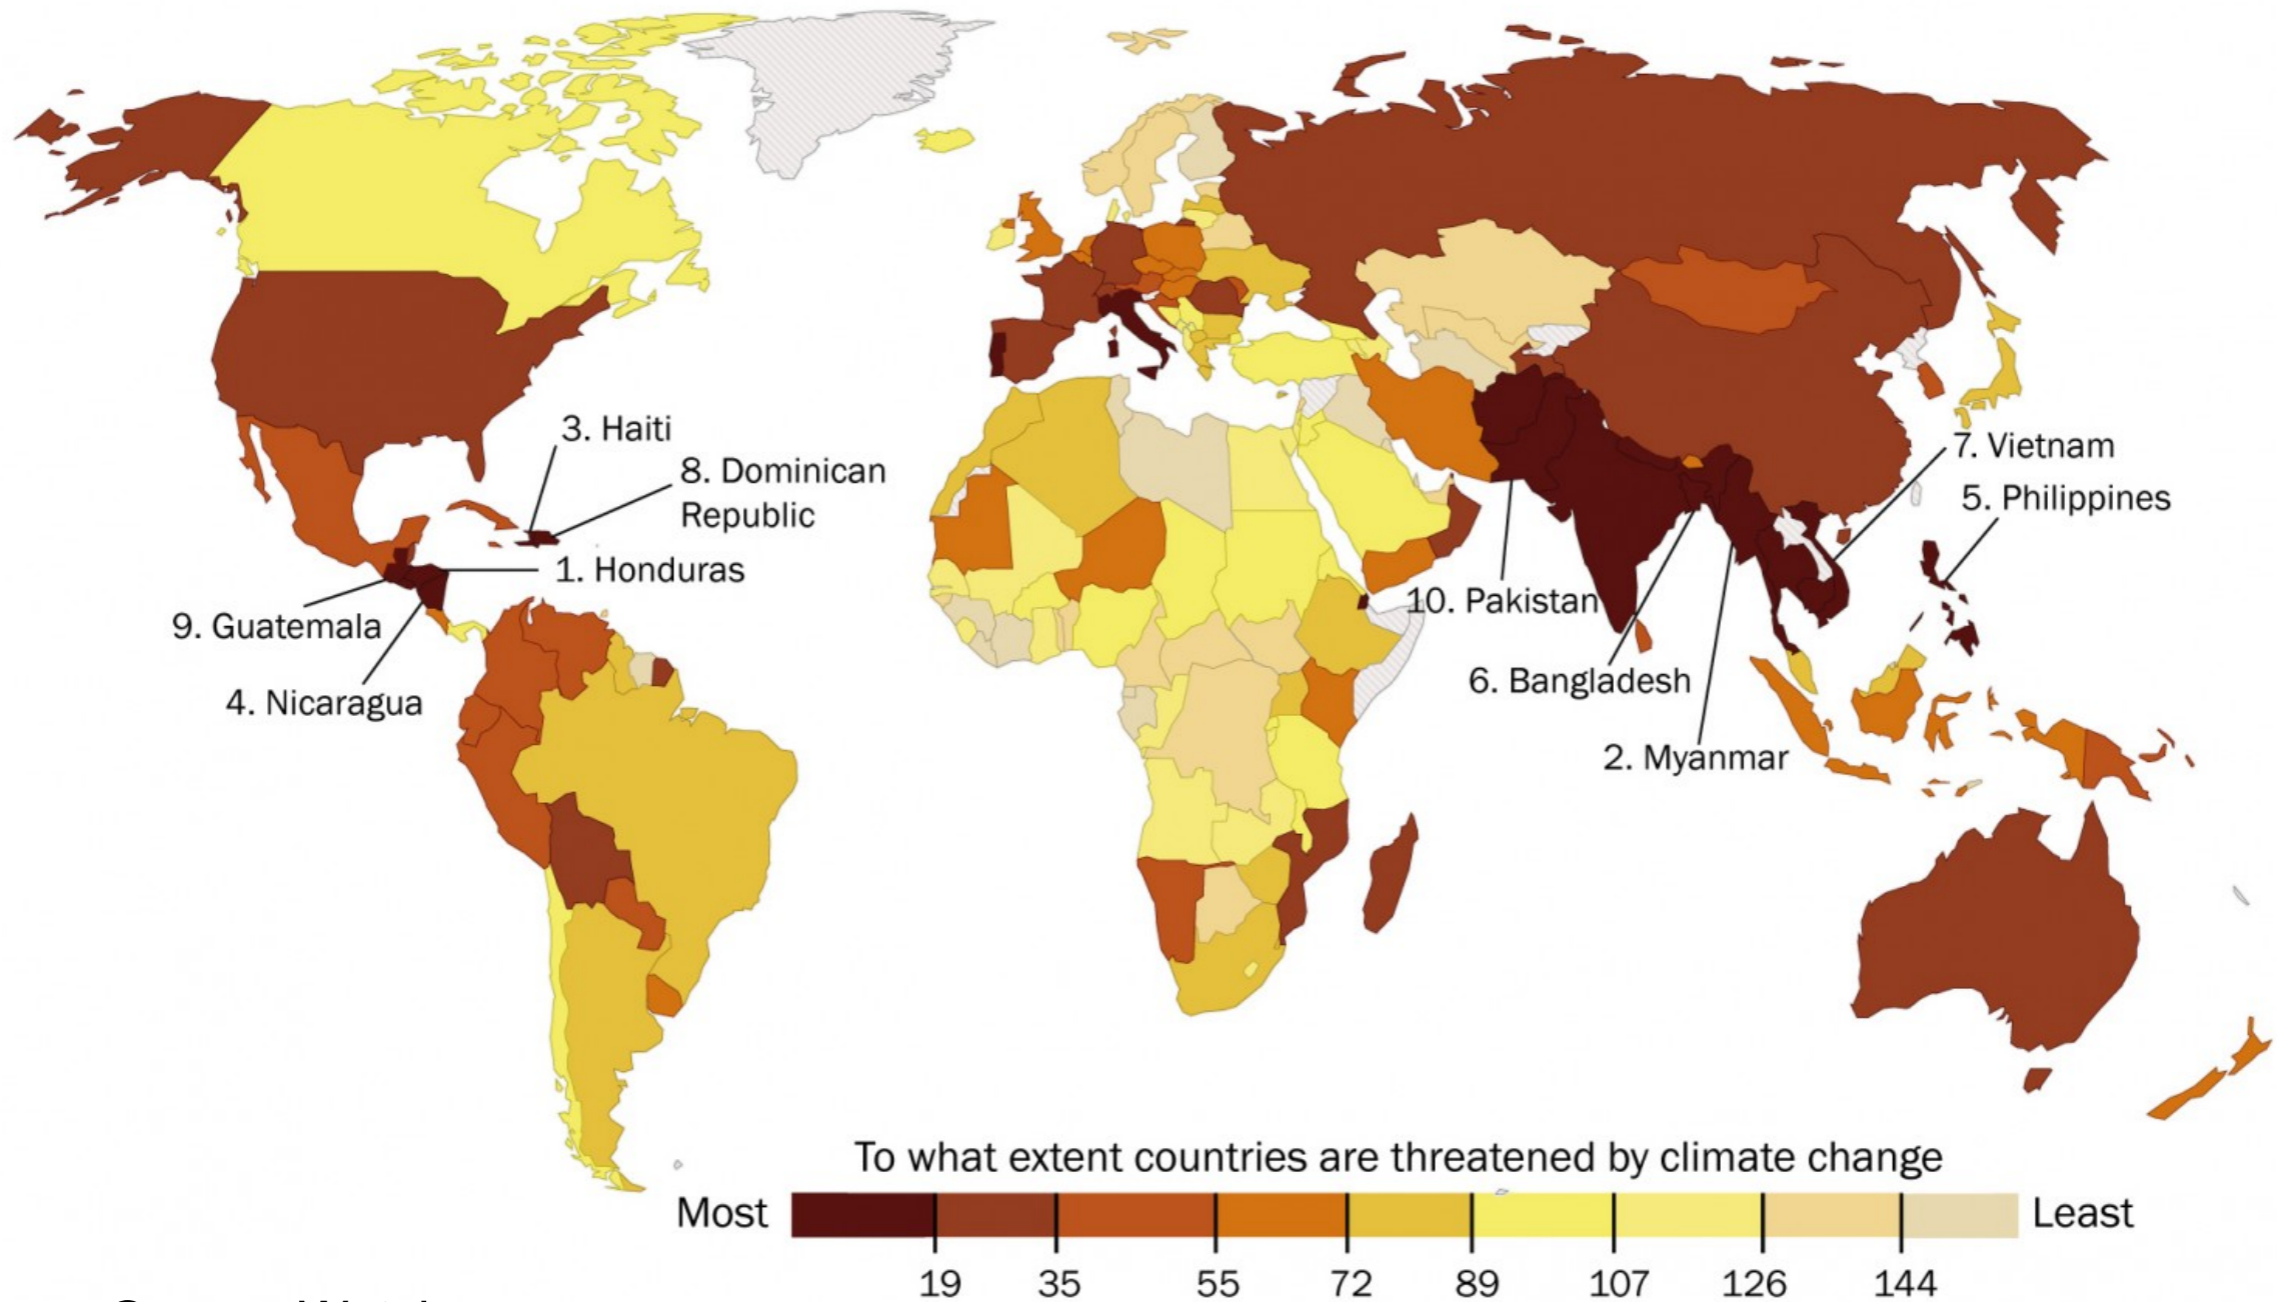 3. Haiti
8. Dominican
Republic
1. Honduras
9. Guatemala
4. Nicaragua
7. Vietnam
5. Philippines
10. Pakistan
6. Bangladesh
2. Myanmar
To what extent countries are threatened by climate change
Most
Least
19 35 55 72 89 107 126 144